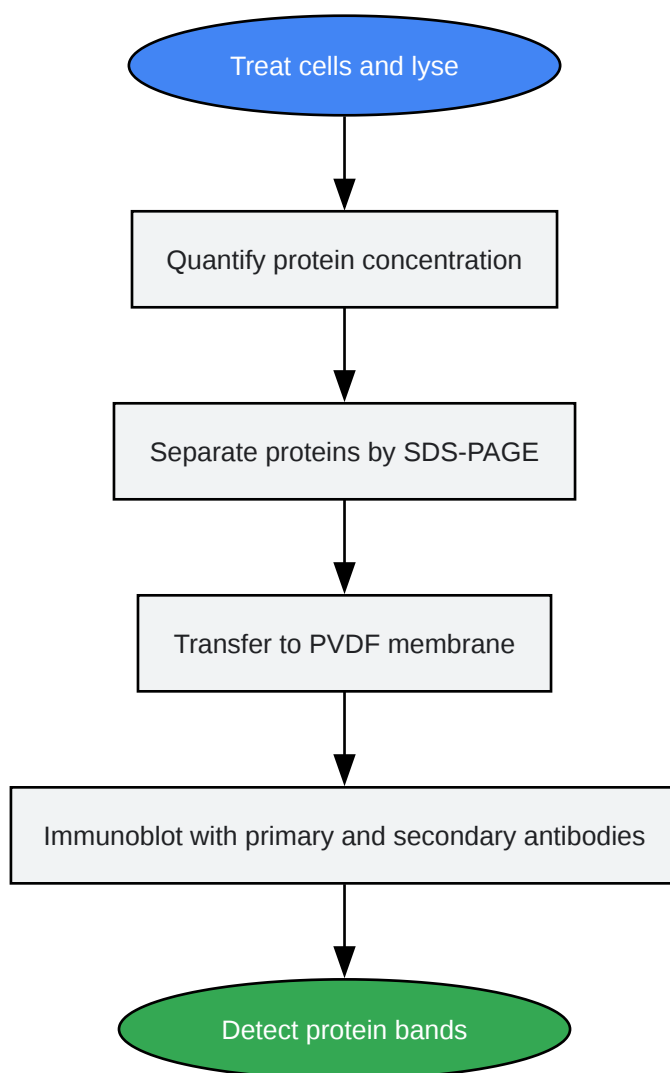 Treat cells and lyse
Quantify protein concentration
Separate proteins by SDS-PAGE
Transfer to PVDF membrane
Immunoblot with primary and secondary antibodies
Detect protein bands